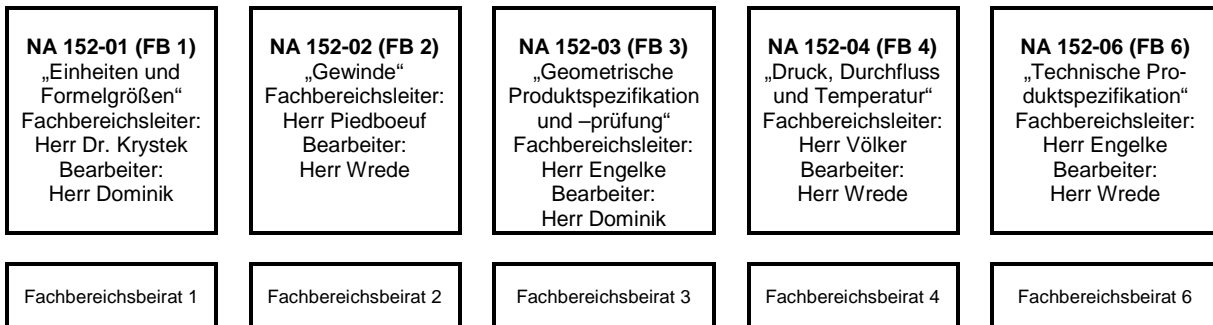 NA 152-01 (FB 1)
„Einheiten und
Formelgrößen“
Fachbereichsleiter:
Herr Dr. Krystek
Bearbeiter:
Herr Dominik
NA 152-02 (FB 2)
„Gewinde“
Fachbereichsleiter:
Herr Piedboeuf
Bearbeiter:
Herr Wrede
NA 152-03 (FB 3)
„Geometrische
Produktspezifikation
und –prüfung“
Fachbereichsleiter:
Herr Engelke
Bearbeiter:
Herr Dominik
NA 152-04 (FB 4)
„Druck, Durchfluss
und Temperatur“
Fachbereichsleiter:
Herr Völker
Bearbeiter:
Herr Wrede
NA 152-06 (FB 6)
„Technische Pro-
duktspezifikation“
Fachbereichsleiter:
Herr Engelke
Bearbeiter:
Herr Wrede
Fachbereichsbeirat 1
Fachbereichsbeirat 2
Fachbereichsbeirat 3
Fachbereichsbeirat 4
Fachbereichsbeirat 6